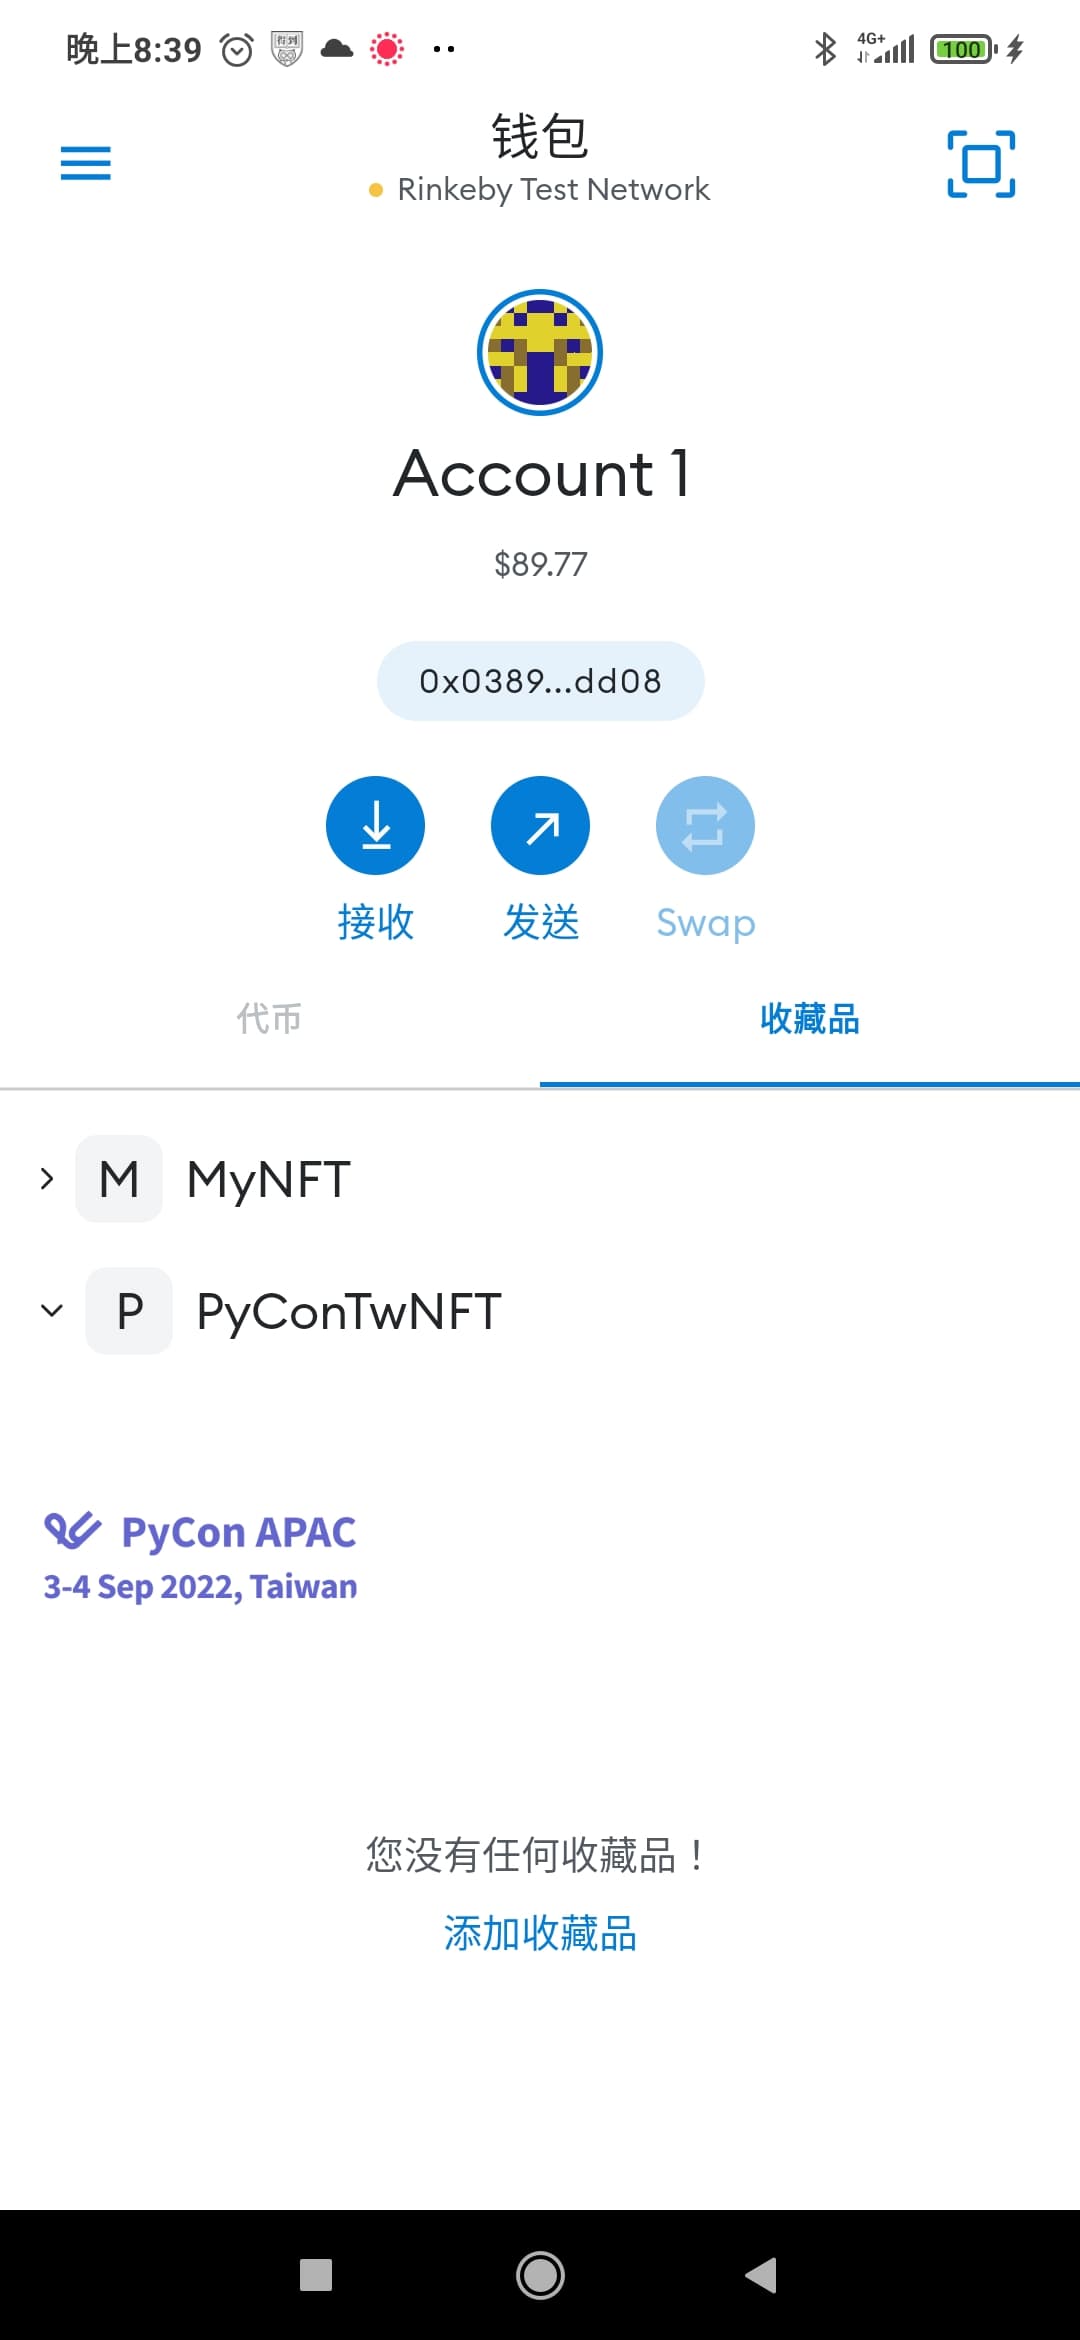 晚上8:39
得到
4G+
100
钱包
Rinkeby Test Network
Account 1
$89.77
0x0389...dd08
接收
发送
Swap
代币
收藏品
M
MyNFT
P
PyConTwNFT
PyCon APAC
3-4 Sep 2022, Taiwan
您没有任何收藏品！
添加收藏品